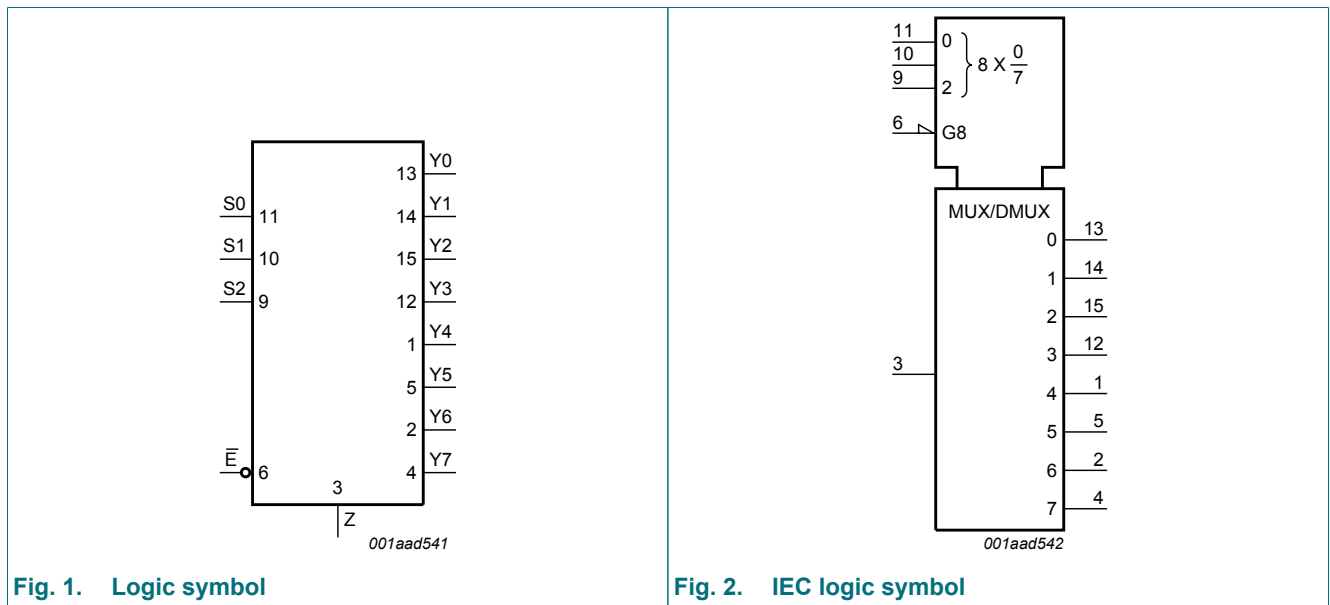 S0
11
S1
10
S2
9
E̅
6
13 Y0
14 Y1
15 Y2
12 Y3
1 Y4
5 Y5
2 Y6
4 Y7
3
Z
001aad541
Fig. 1. Logic symbol
11 0
10
9 2
8 X 0/7
6 G8
MUX/DMUX
3
0 13
1 14
2 15
3 12
4 1
5 5
6 2
7 4
001aad542
Fig. 2. IEC logic symbol